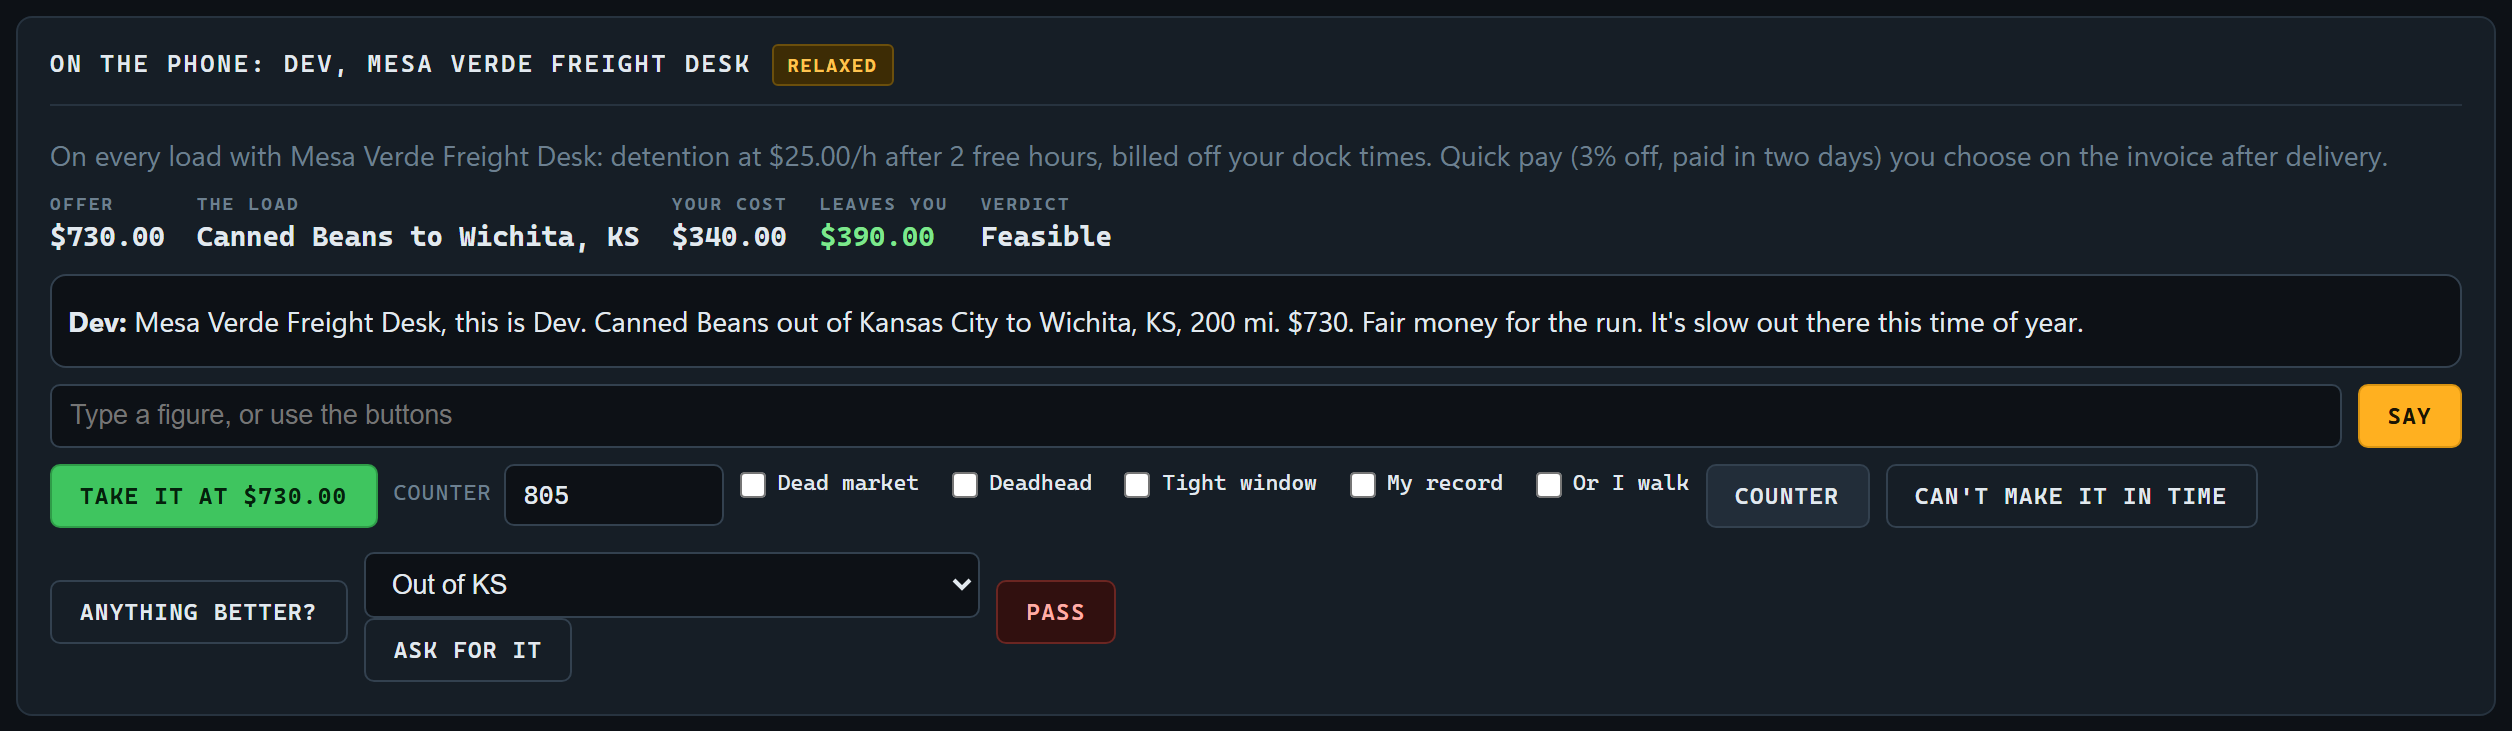 ON THE PHONE: DEV, MESA VERDE FREIGHT DESK RELAXED
On every load with Mesa Verde Freight Desk: detention at $25.00/h after 2 free hours, billed off your dock times. Quick pay (3% off, paid in two days) you choose on the invoice after delivery.
OFFER THE LOAD YOUR COST LEAVES YOU VERDICT
$730.00 Canned Beans to Wichita, KS $340.00 $390.00 Feasible
Dev: Mesa Verde Freight Desk, this is Dev. Canned Beans out of Kansas City to Wichita, KS, 200 mi. $730. Fair money for the run. It's slow out there this time of year.
Type a figure, or use the buttons SAY
TAKE IT AT $730.00 COUNTER 805 Dead market Deadhead Tight window My record Or I walk COUNTER CAN'T MAKE IT IN TIME
ANYTHING BETTER? Out of KS PASS
ASK FOR IT